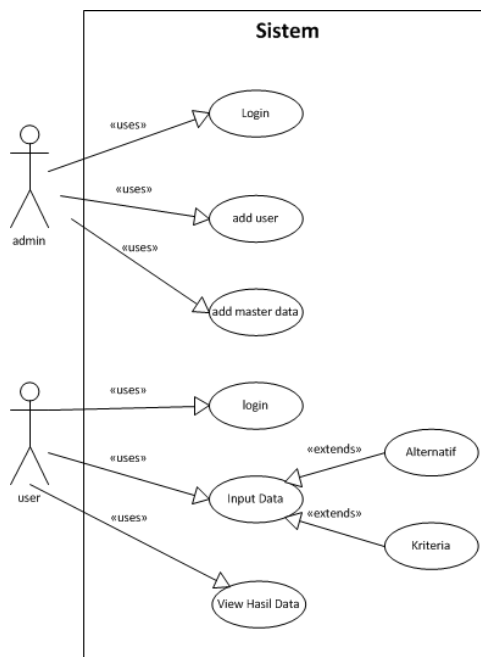 Sistem
«uses»
Login
«uses»
add user
admin
«uses»
add master data
«uses»
login
«uses»
Input Data
«extends»
Alternatif
user
«uses»
«extends»
Kriteria
View Hasil Data